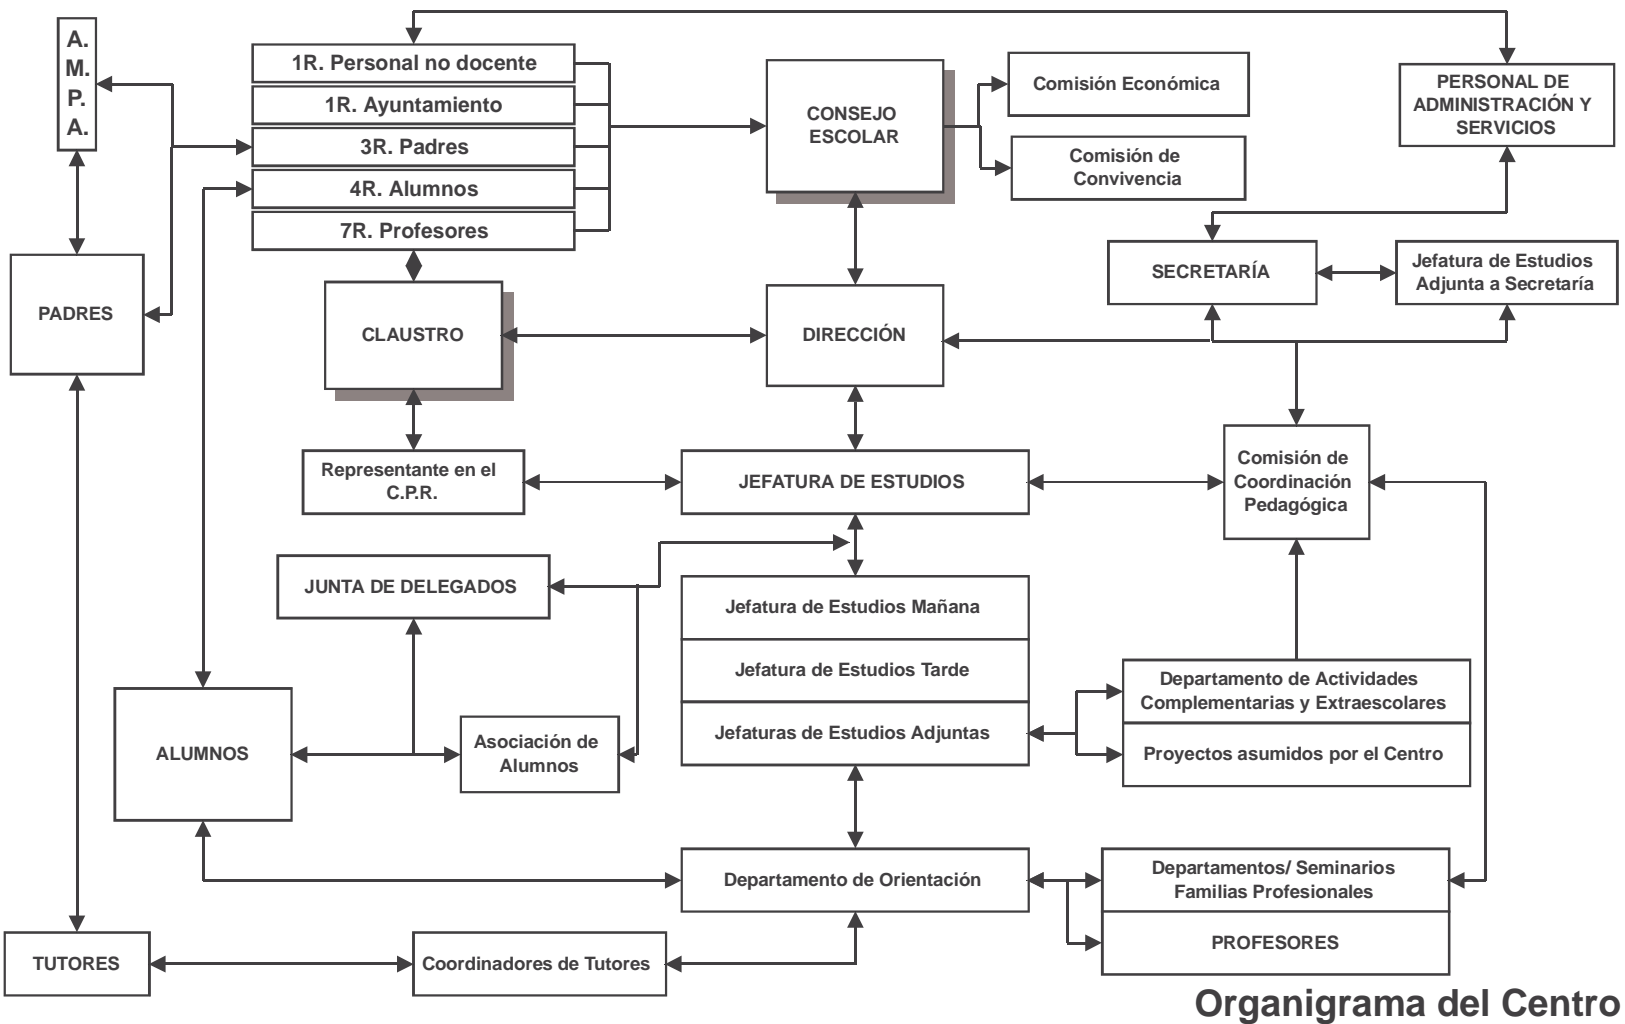 A.
M.
P.
A.
1R. Personal no docente
1R. Ayuntamiento
3R. Padres
4R. Alumnos
7R. Profesores
CONSEJO
ESCOLAR
Comisión Económica
Comisión de
Convivencia
PERSONAL DE
ADMINISTRACIÓN Y
SERVICIOS
PADRES
CLAUSTRO
DIRECCIÓN
SECRETARÍA
Jefatura de Estudios
Adjunta a Secretaría
Representante en el
C.P.R.
JEFATURA DE ESTUDIOS
Comisión de
Coordinación
Pedagógica
JUNTA DE DELEGADOS
Jefatura de Estudios Mañana
Jefatura de Estudios Tarde
Jefaturas de Estudios Adjuntas
Departamento de Actividades
Complementarias y Extraescolares
Proyectos asumidos por el Centro
ALUMNOS
Asociación de
Alumnos
Departamento de Orientación
Departamentos/ Seminarios
Familias Profesionales
PROFESORES
TUTORES
Coordinadores de Tutores
Organigrama del Centro